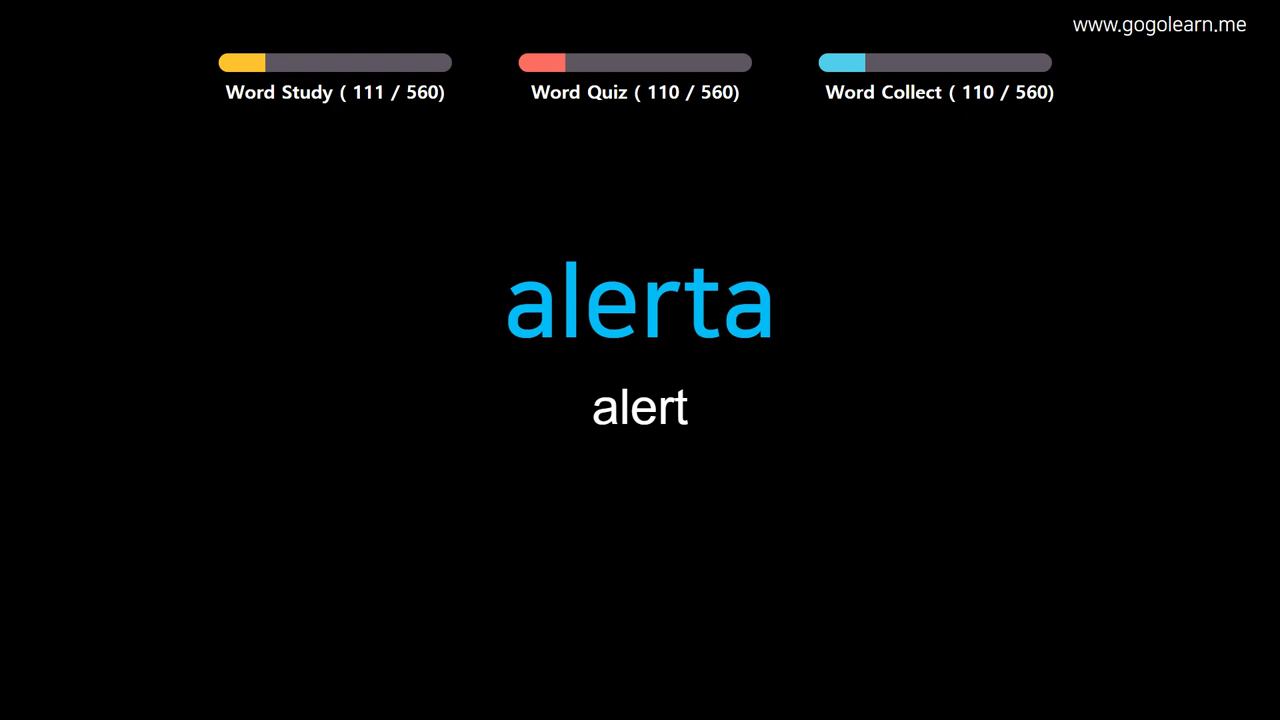 www.gogolearn.me
Word Study ( 111 / 560)
Word Quiz ( 110 / 560)
Word Collect ( 110 / 560)
alerta
alert